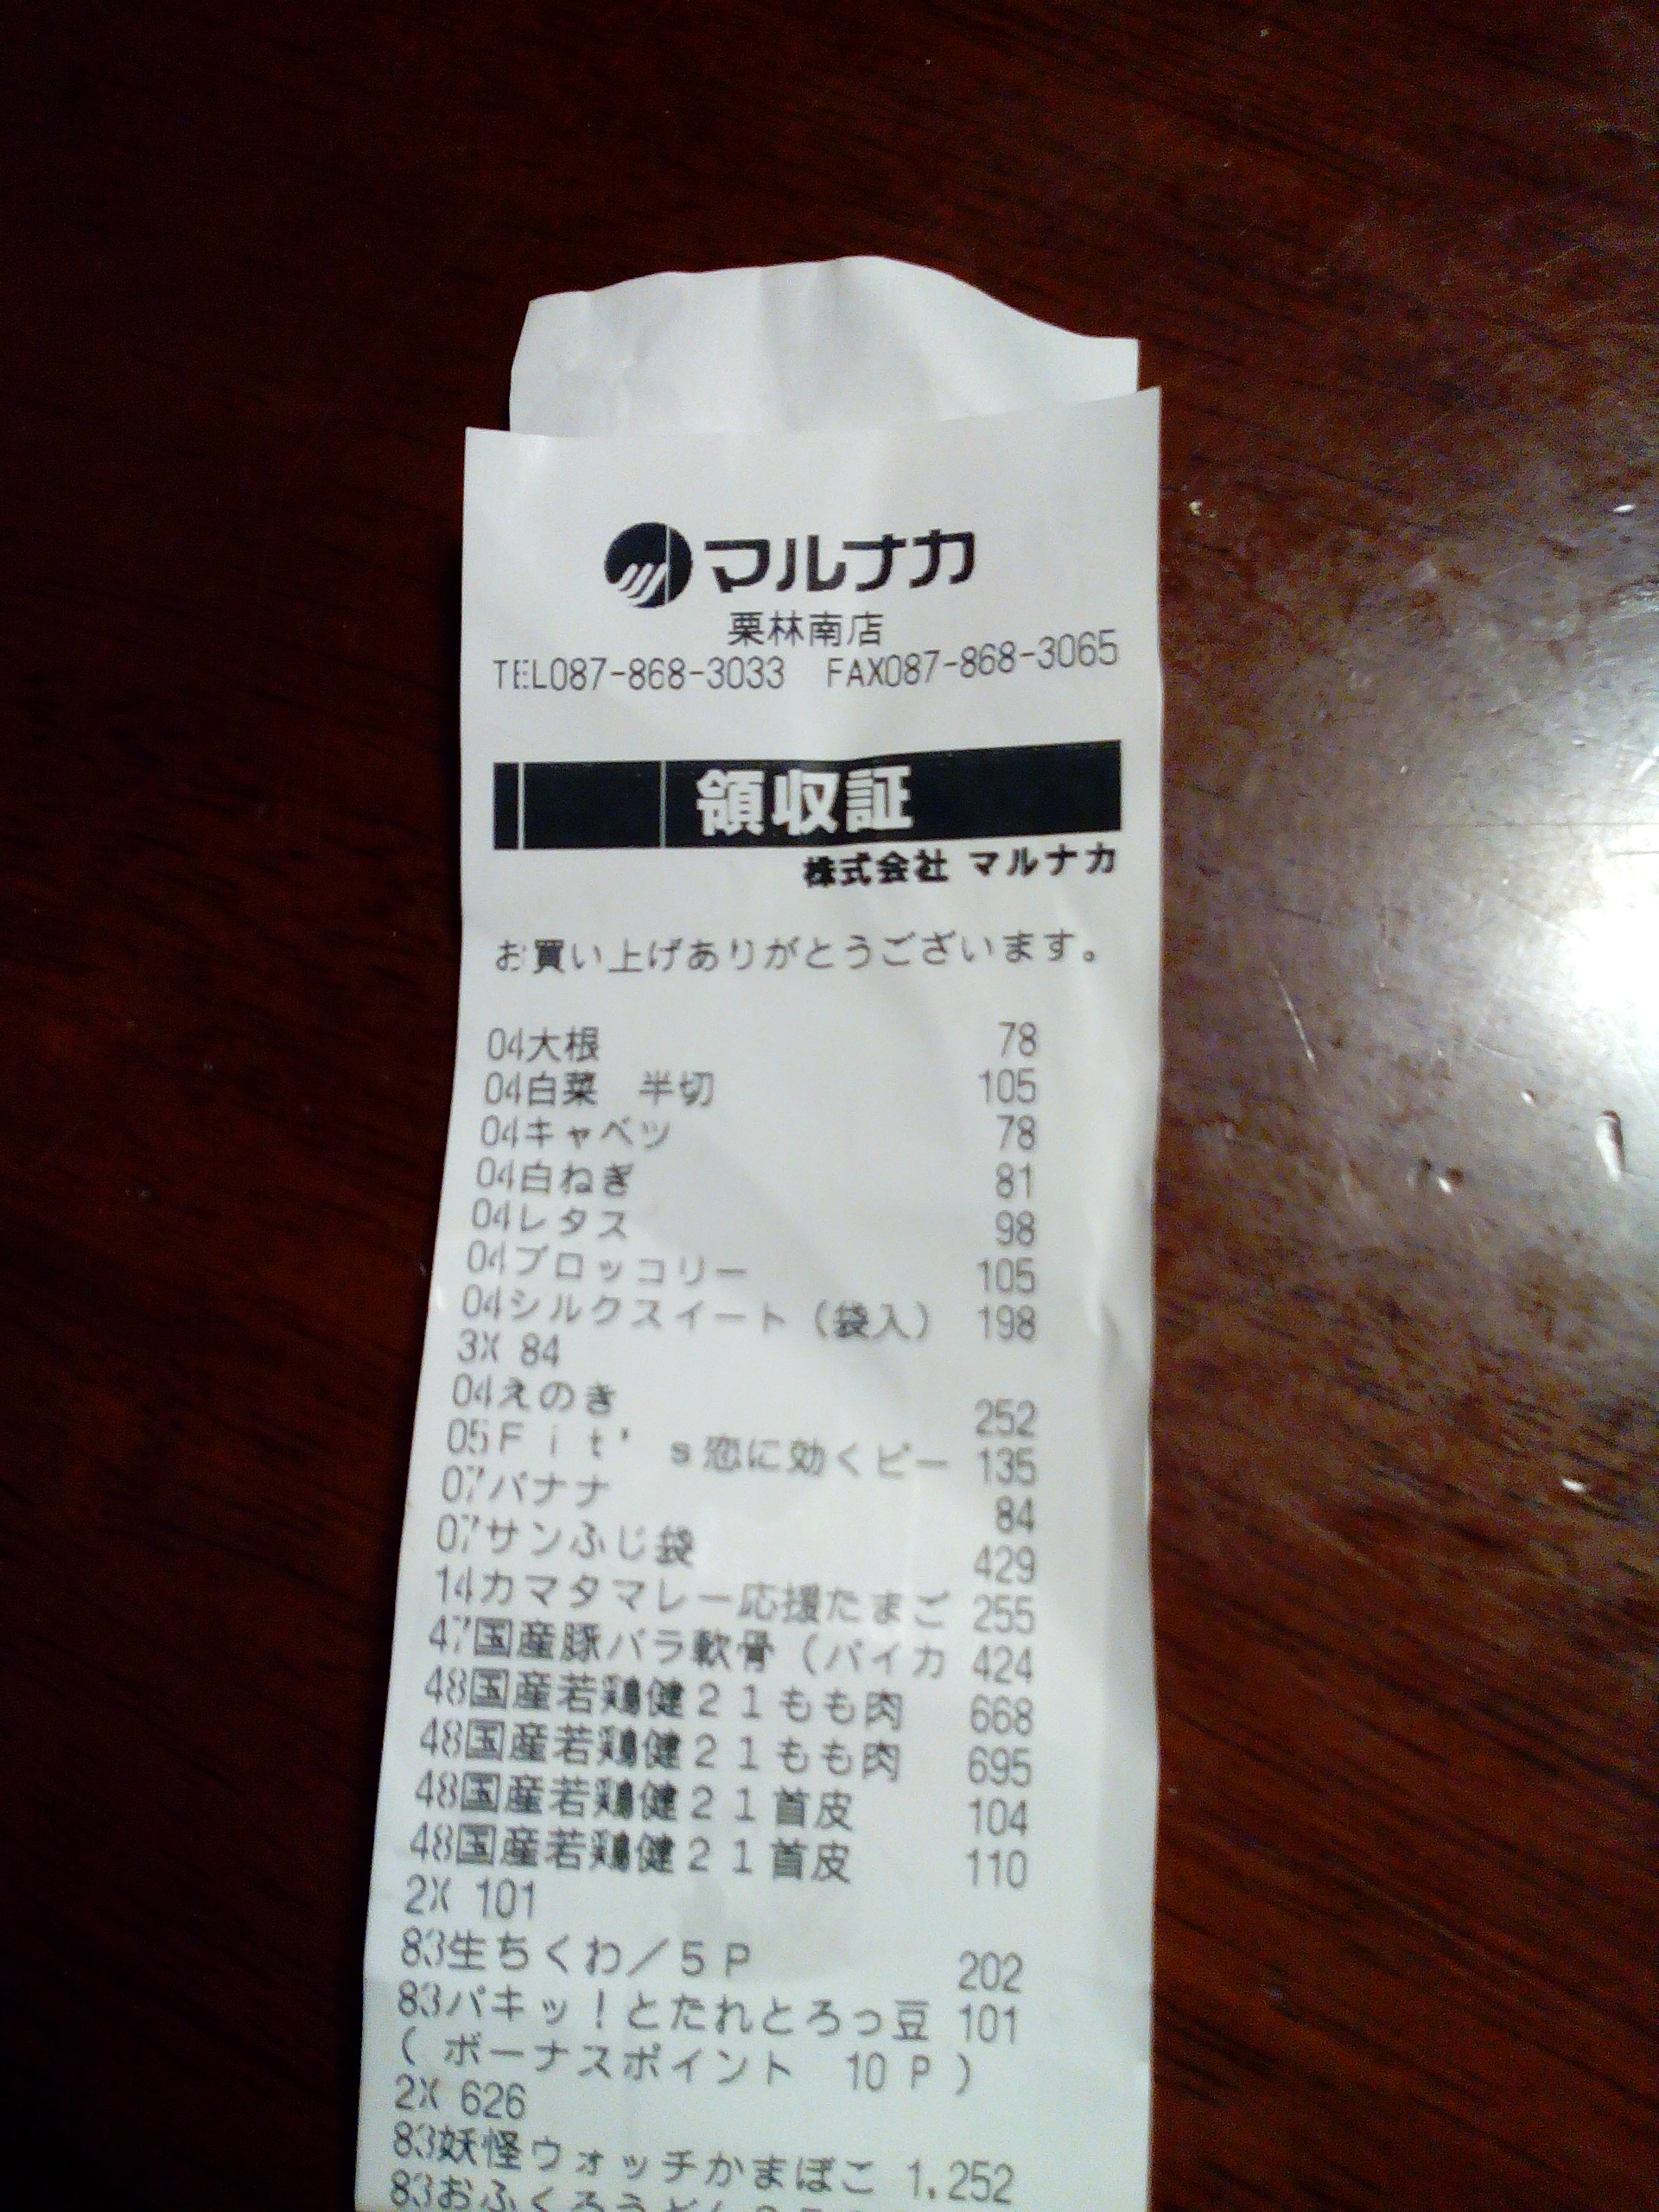 マルナカ
栗林南店
TEL087-868-3033 FAX087-868-3065
領収証
株式会社 マルナカ
お買い上げありがとうございます。
04大根 78
04白菜 半切 105
04キャベツ 78
04白ねぎ 81
04レタス 98
04ブロッコリー 105
04シルクスイート(袋入) 198
3X 84
04えのき 252
05Fit's恋に効くピー 135
07バナナ 84
07サンふじ袋 429
14カマタマレー応援たまご 255
47国産豚バラ軟骨(パイカ 424
48国産若鶏健21もも肉 668
48国産若鶏健21もも肉 695
48国産若鶏健21首皮 104
48国産若鶏健21首皮 110
2X 101
83生ちくわ/5P 202
83パキッ!とたれとろっ豆 101
(ボーナスポイント 10P)
2X 626
83妖怪ウォッチかまぼこ 1,252
83おふくろうどん